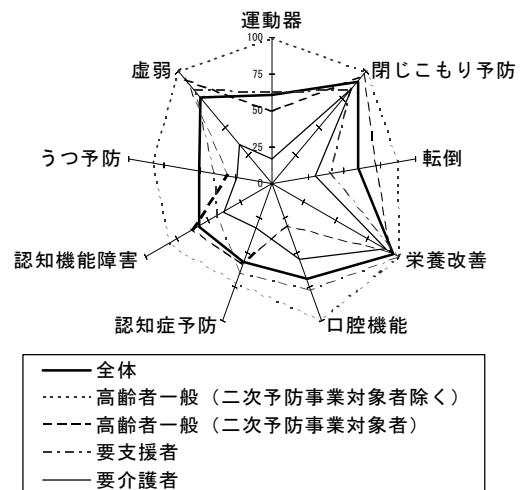 運動器
100
虚弱
閉じこもり予防
75
50
うつ予防
25
転倒
0
認知機能障害
栄養改善
認知症予防
口腔機能
全体
高齢者一般（二次予防事業対象者除く）
高齢者一般（二次予防事業対象者）
要支援者
要介護者